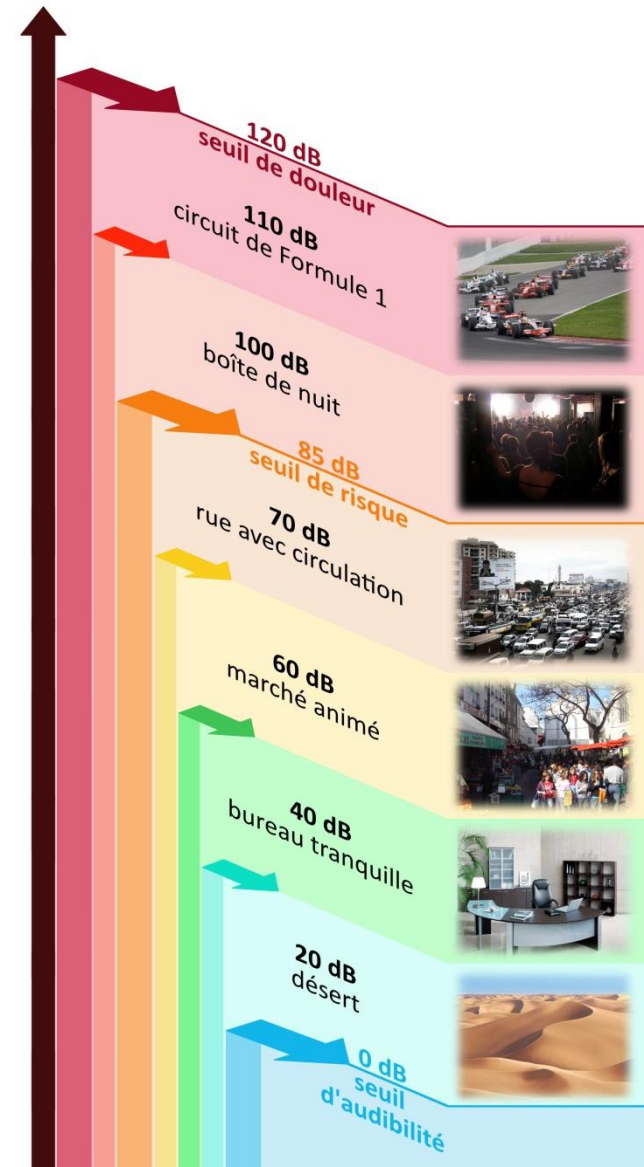 120 dB
seuil de douleur
110 dB
circuit de Formule 1
100 dB
boîte de nuit
85 dB
seuil de risque
70 dB
rue avec circulation
60 dB
marché animé
40 dB
bureau tranquille
20 dB
désert
0 dB
seuil
d'audibilité